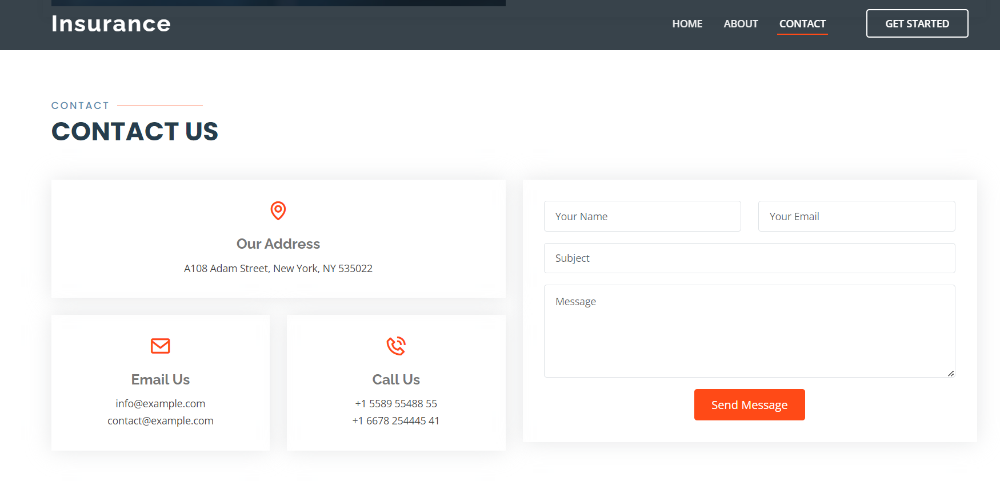 Insurance
HOME ABOUT CONTACT GET STARTED
CONTACT
CONTACT US
Our Address
A108 Adam Street, New York, NY 535022
Email Us
info@example.com
contact@example.com
Call Us
+1 5589 55488 55
+1 6678 254445 41
Your Name
Your Email
Subject
Message
Send Message